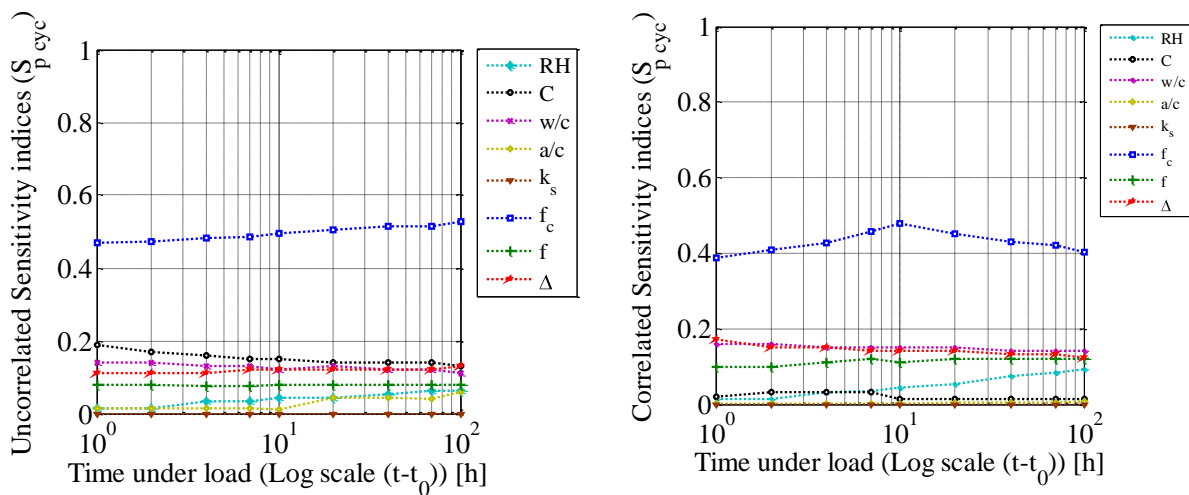 Uncorrelated Sensitivity indices (S_p cyc)
1
0.8
0.6
0.4
0.2
0
10^0
10^1
10^2
Time under load (Log scale (t-t_0)) [h]
RH
C
w/c
a/c
k_s
f_c
f
Δ
Correlated Sensitivity indices (S_p cyc)
1
0.8
0.6
0.4
0.2
0
10^0
10^1
10^2
Time under load (Log scale (t-t_0)) [h]
RH
C
w/c
a/c
k_s
f_c
f
Δ